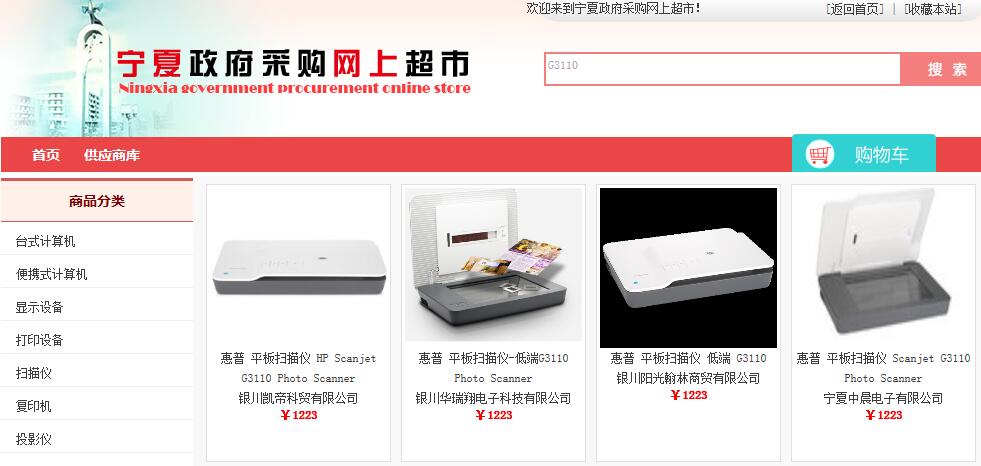 欢迎来到宁夏政府采购网上超市！
[返回首页] | [收藏本站]
宁夏政府采购网上超市
Ningxia government procurement online store
G3110
搜 索
首页 供应商库
购物车
商品分类
台式计算机
便携式计算机
显示设备
打印设备
扫描仪
复印机
投影仪
惠普 平板扫描仪 HP Scanjet
G3110 Photo Scanner
银川凯帝科贸有限公司
￥1223
惠普 平板扫描仪-低端G3110
Photo Scanner
银川华瑞翔电子科技有限公司
￥1223
惠普 平板扫描仪 低端 G3110
银川阳光翰林商贸有限公司
￥1223
惠普 平板扫描仪 Scanjet G3110
Photo Scanner
宁夏中晨电子有限公司
￥1223